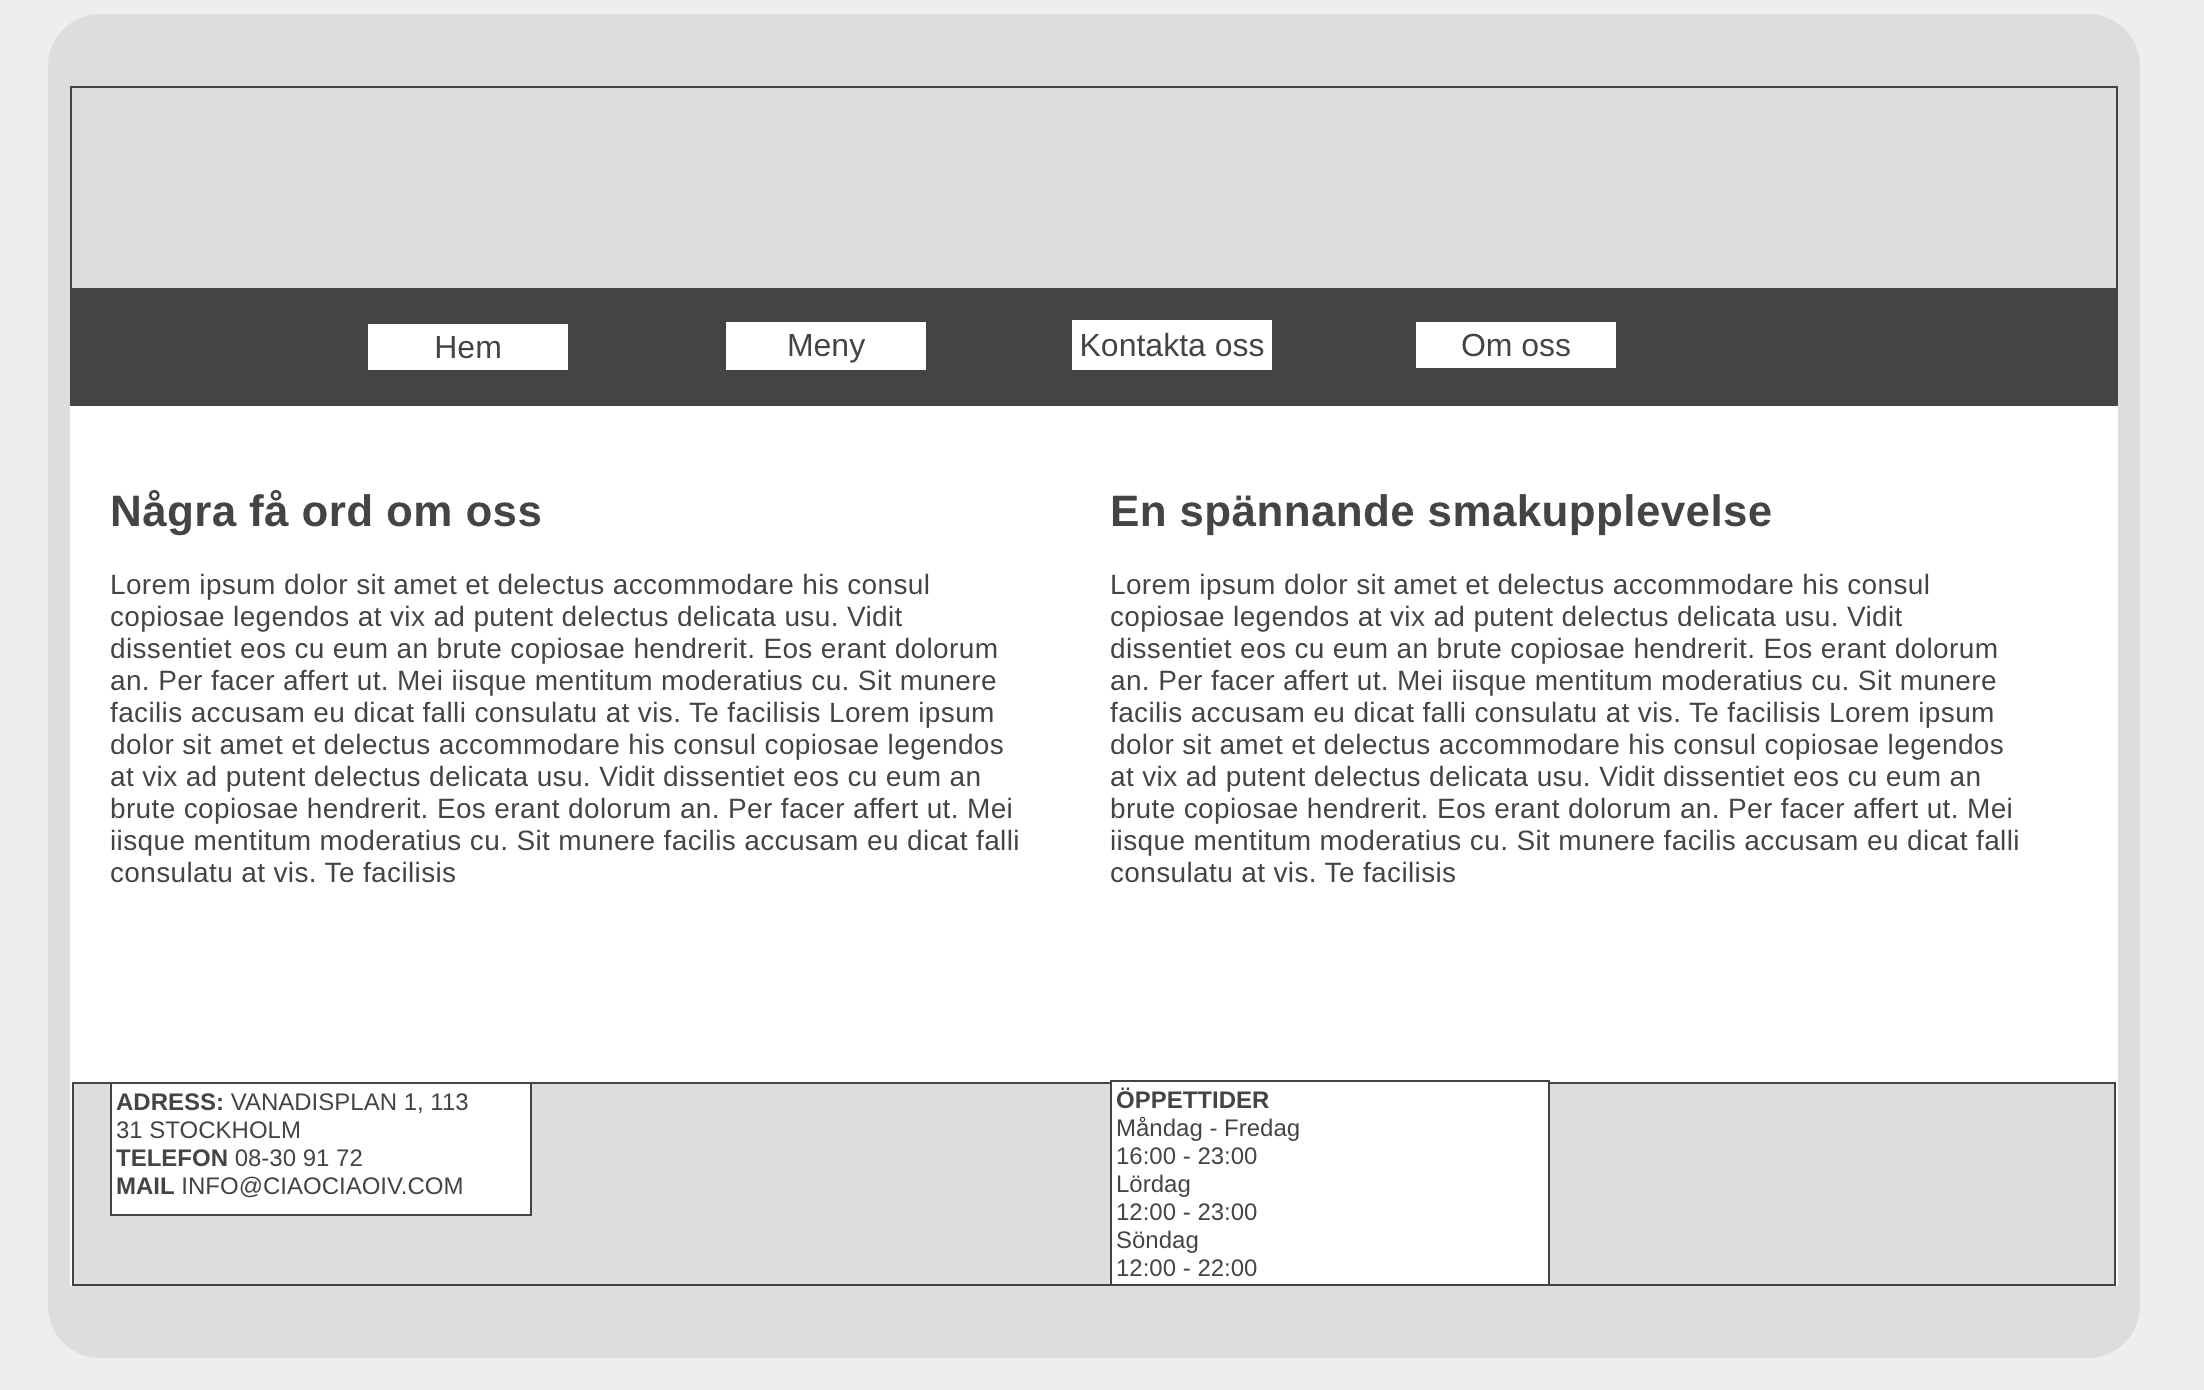 Hem
Meny
Kontakta oss
Om oss
Några få ord om oss
Lorem ipsum dolor sit amet et delectus accommodare his consul
copiosae legendos at vix ad putent delectus delicata usu. Vidit
dissentiet eos cu eum an brute copiosae hendrerit. Eos erant dolorum
an. Per facer affert ut. Mei iisque mentitum moderatius cu. Sit munere
facilis accusam eu dicat falli consulatu at vis. Te facilisis Lorem ipsum
dolor sit amet et delectus accommodare his consul copiosae legendos
at vix ad putent delectus delicata usu. Vidit dissentiet eos cu eum an
brute copiosae hendrerit. Eos erant dolorum an. Per facer affert ut. Mei
iisque mentitum moderatius cu. Sit munere facilis accusam eu dicat falli
consulatu at vis. Te facilisis
En spännande smakupplevelse
Lorem ipsum dolor sit amet et delectus accommodare his consul
copiosae legendos at vix ad putent delectus delicata usu. Vidit
dissentiet eos cu eum an brute copiosae hendrerit. Eos erant dolorum
an. Per facer affert ut. Mei iisque mentitum moderatius cu. Sit munere
facilis accusam eu dicat falli consulatu at vis. Te facilisis Lorem ipsum
dolor sit amet et delectus accommodare his consul copiosae legendos
at vix ad putent delectus delicata usu. Vidit dissentiet eos cu eum an
brute copiosae hendrerit. Eos erant dolorum an. Per facer affert ut. Mei
iisque mentitum moderatius cu. Sit munere facilis accusam eu dicat falli
consulatu at vis. Te facilisis
ADRESS: VANADISPLAN 1, 113
31 STOCKHOLM
TELEFON 08-30 91 72
MAIL INFO@CIAOCIAOIV.COM
ÖPPETTIDER
Måndag - Fredag
16:00 - 23:00
Lördag
12:00 - 23:00
Söndag
12:00 - 22:00